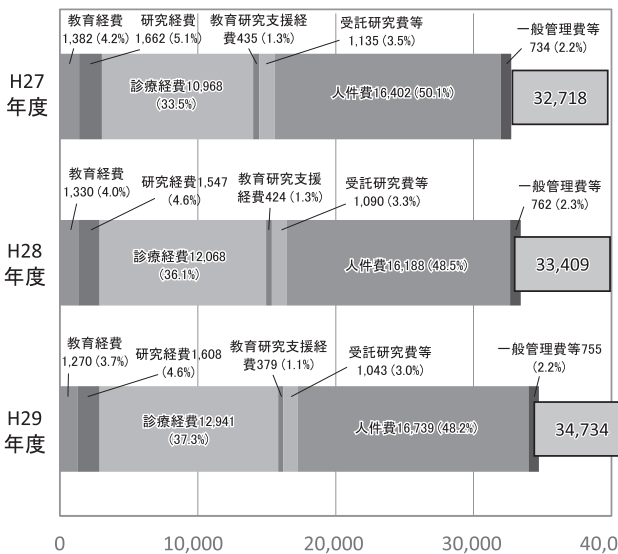 教育経費
1,382（4.2%）
研究経費
1,662（5.1%）
教育研究支援経
費435（1.3%）
受託研究費等
1,135（3.5%）
一般管理費等
734（2.2%）
H27
年度
診療経費10,968
（33.5%）
人件費16,402（50.1%）
32,718
教育経費
1,330（4.0%）
研究経費1,547
（4.6%）
教育研究支援
経費424（1.3%）
受託研究費等
1,090（3.3%）
一般管理費等
762（2.3%）
H28
年度
診療経費12,068
（36.1%）
人件費16,188（48.5%）
33,409
教育経費
1,270（3.7%）
研究経費1,608
（4.6%）
教育研究支援経
費379（1.1%）
受託研究費等
1,043（3.0%）
一般管理費等755
（2.2%）
H29
年度
診療経費12,941
（37.3%）
人件費16,739（48.2%）
34,734
0 10,000 20,000 30,000 40,0